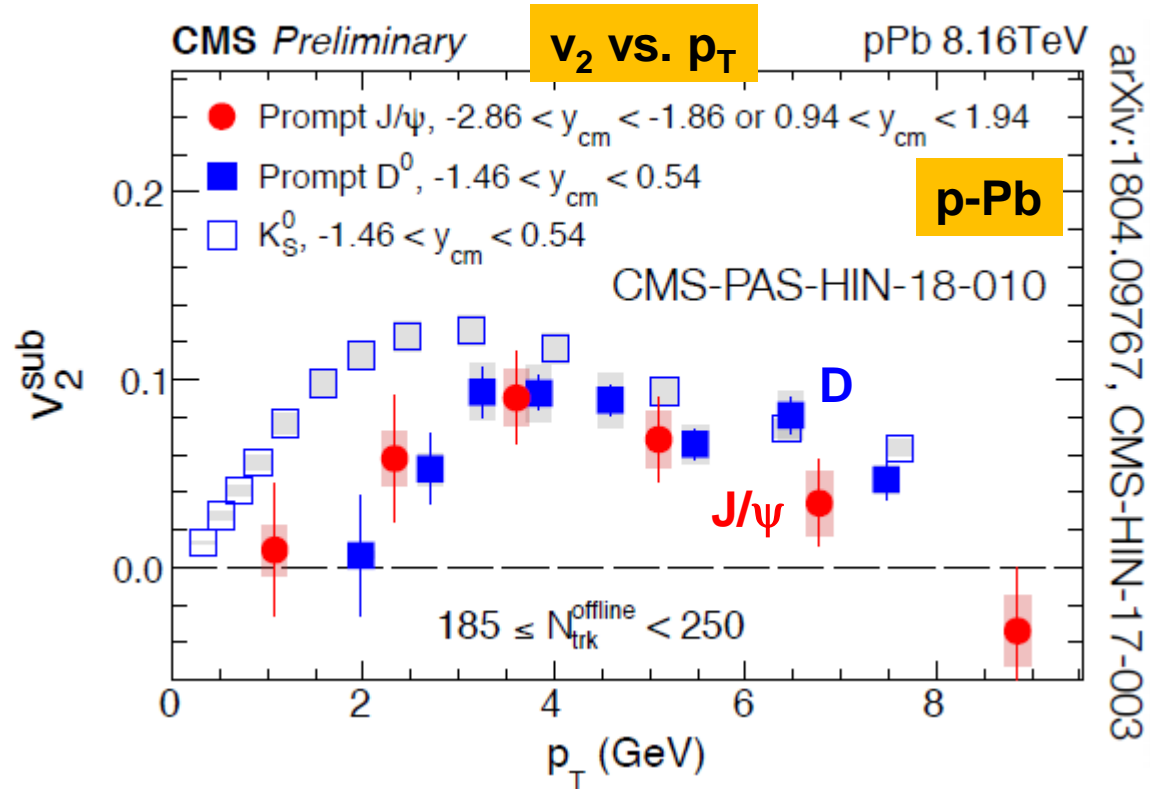 CMS Preliminary
v2 vs. pT
pPb 8.16TeV
Prompt J/ψ, -2.86 < ycm < -1.86 or 0.94 < ycm < 1.94
Prompt D0, -1.46 < ycm < 0.54
K0S, -1.46 < ycm < 0.54
p-Pb
CMS-PAS-HIN-18-010
D
J/ψ
185 ≤ Nofflinetrk < 250
v2sub
0.2
0.1
0.0
0 2 4 6 8
pT (GeV)
arXiv:1804.09767, CMS-HIN-17-003